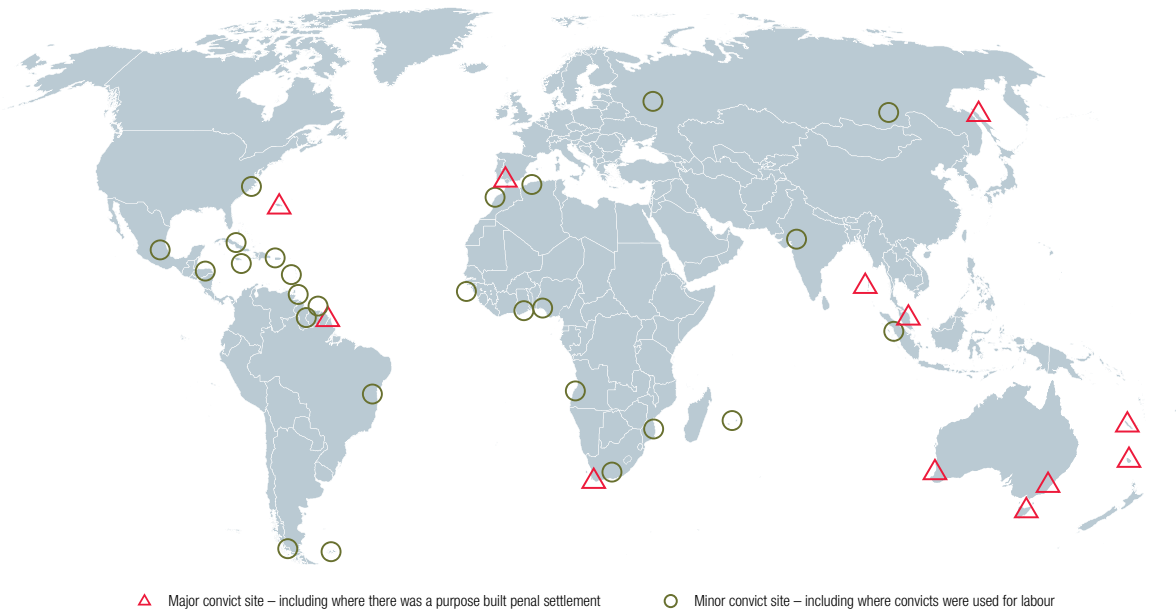 Major convict site – including where there was a purpose built penal settlement
Minor convict site – including where convicts were used for labour